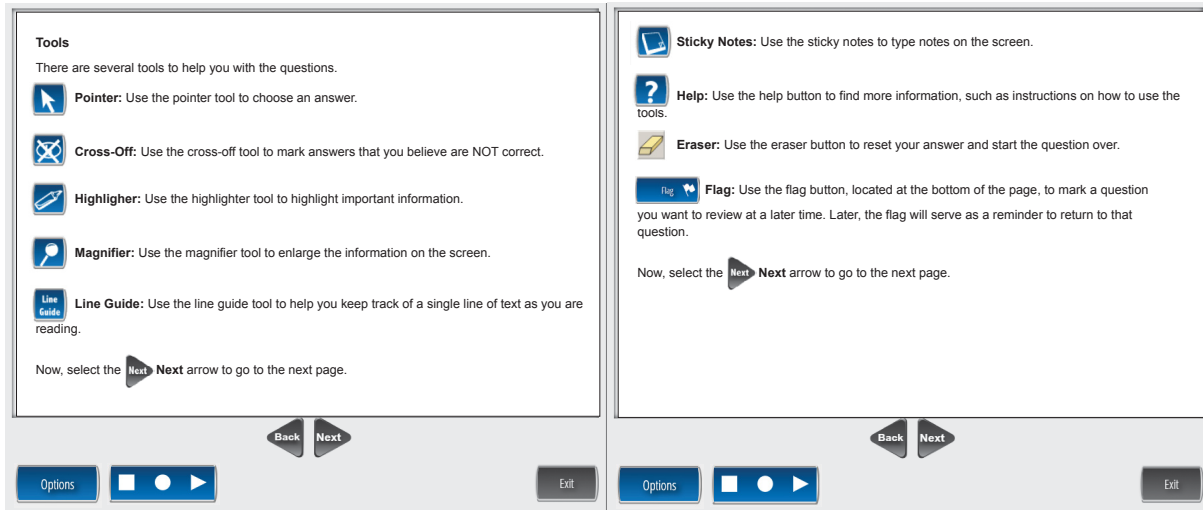 Tools
There are several tools to help you with the questions.
Pointer: Use the pointer tool to choose an answer.
Cross-Off: Use the cross-off tool to mark answers that you believe are NOT correct.
Highligher: Use the highlighter tool to highlight important information.
Magnifier: Use the magnifier tool to enlarge the information on the screen.
Line Guide Line Guide: Use the line guide tool to help you keep track of a single line of text as you are
reading.
Now, select the Next Next arrow to go to the next page.
Back Next
Options Exit
Sticky Notes: Use the sticky notes to type notes on the screen.
? Help: Use the help button to find more information, such as instructions on how to use the
tools.
Eraser: Use the eraser button to reset your answer and start the question over.
Flag Flag: Use the flag button, located at the bottom of the page, to mark a question
you want to review at a later time. Later, the flag will serve as a reminder to return to that
question.
Now, select the Next Next arrow to go to the next page.
Back Next
Options Exit